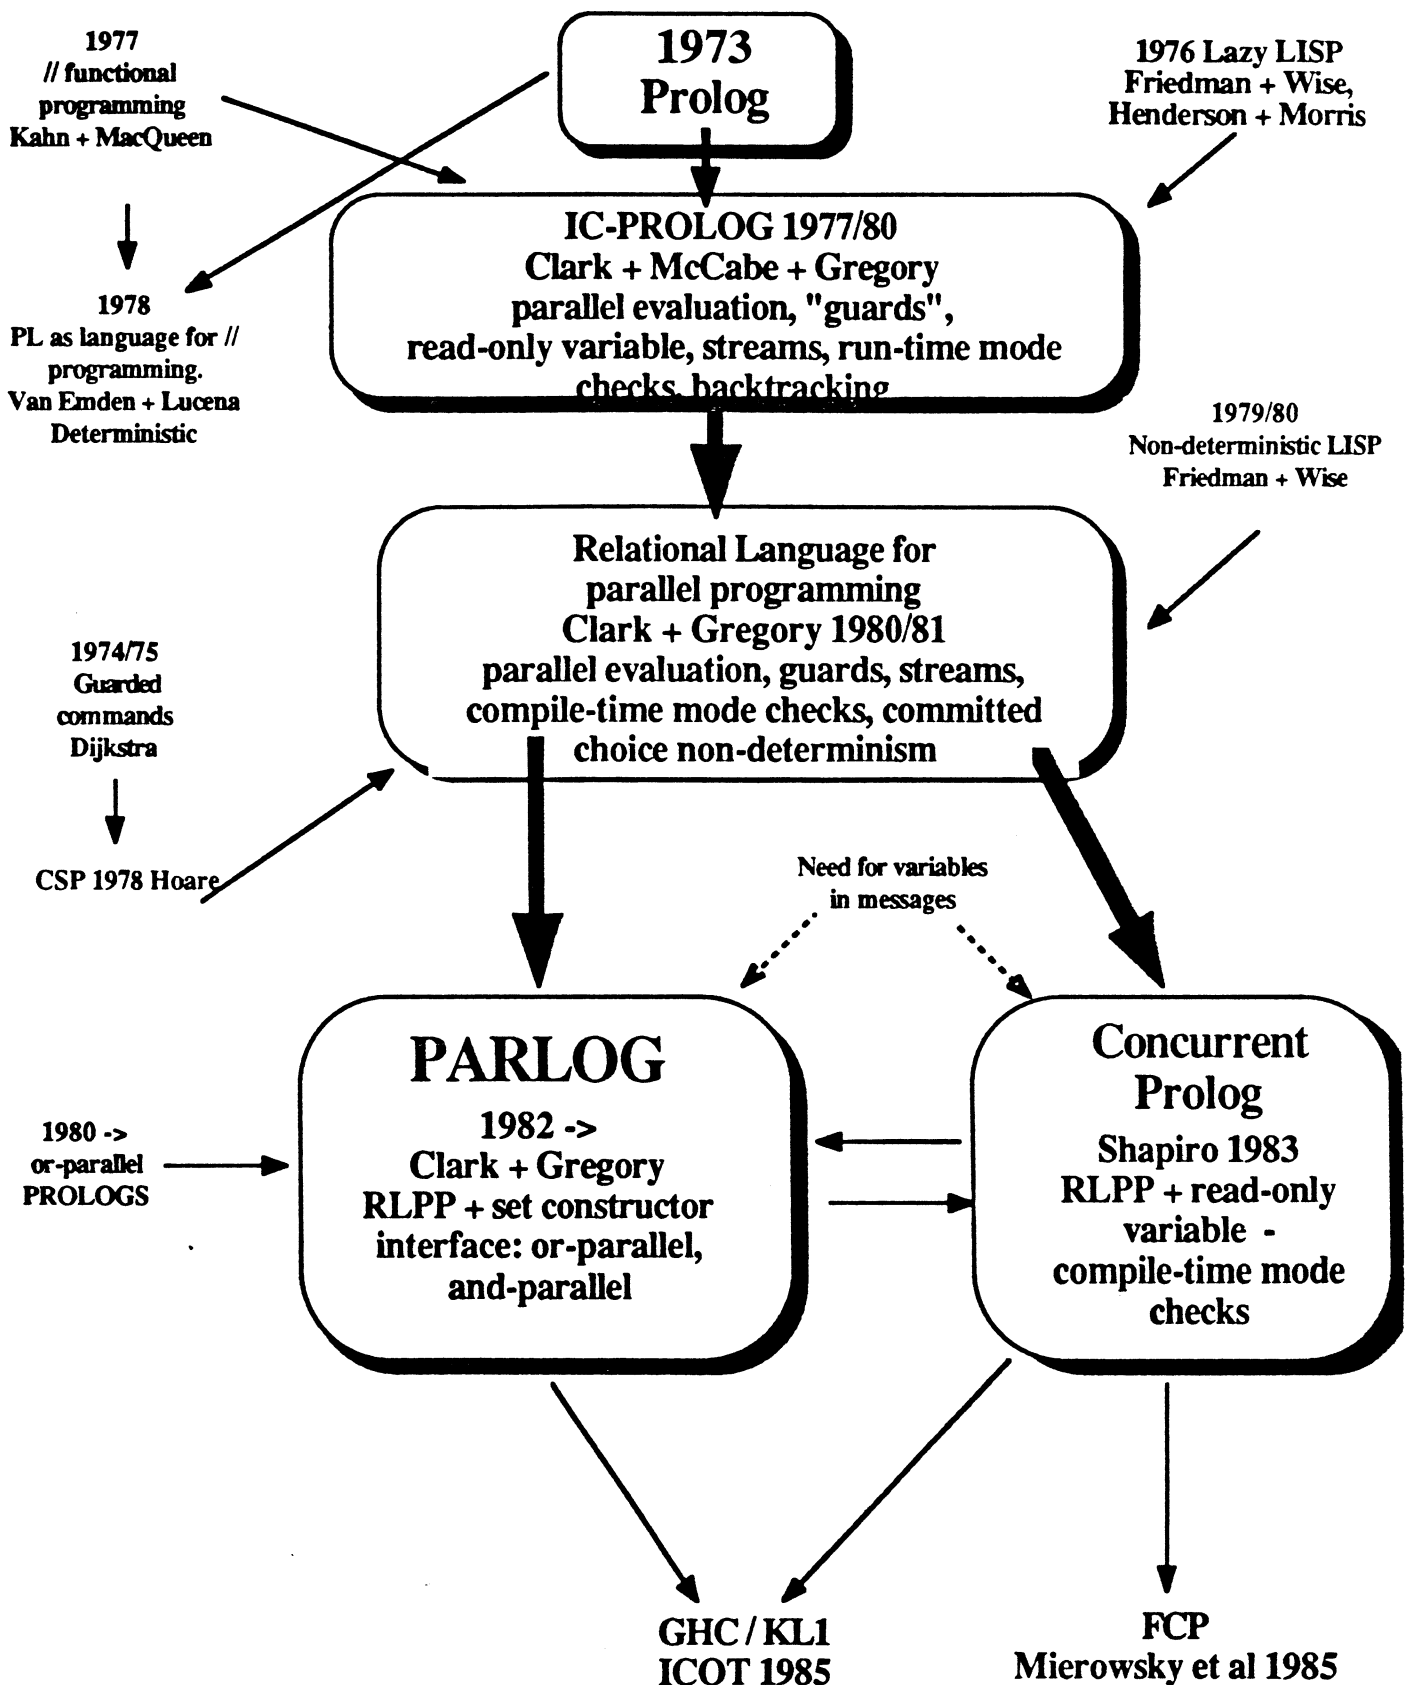 1977
// functional
programming
Kahn + MacQueen
1973
Prolog
1976 Lazy LISP
Friedman + Wise,
Henderson + Morris
IC-PROLOG 1977/80
Clark + McCabe + Gregory
parallel evaluation, "guards",
read-only variable, streams, run-time mode
checks, backtracking
1978
PL as language for //
programming.
Van Emden + Lucena
Deterministic
1979/80
Non-deterministic LISP
Friedman + Wise
Relational Language for
parallel programming
Clark + Gregory 1980/81
parallel evaluation, guards, streams,
compile-time mode checks, committed
choice non-determinism
1974/75
Guarded
commands
Dijkstra
CSP 1978 Hoare
Need for variables
in messages
PARLOG
1982 ->
Clark + Gregory
RLPP + set constructor
interface: or-parallel,
and-parallel
Concurrent
Prolog
Shapiro 1983
RLPP + read-only
variable -
compile-time mode
checks
1980 ->
or-parallel
PROLOGS
GHC / KL1
ICOT 1985
FCP
Mierowsky et al 1985